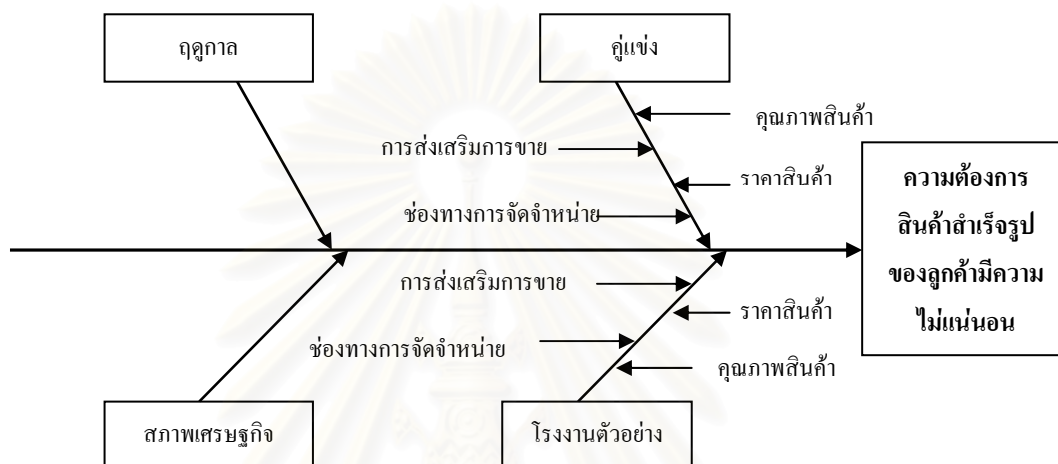 ฤดูกาล
คู่แข่ง
คุณภาพสินค้า
การส่งเสริมการขาย
ราคาสินค้า
ช่องทางการจัดจำหน่าย
ความต้องการ
สินค้าสำเร็จรูป
ของลูกค้ามีความ
ไม่แน่นอน
การส่งเสริมการขาย
ราคาสินค้า
ช่องทางการจัดจำหน่าย
คุณภาพสินค้า
สภาพเศรษฐกิจ
โรงงานตัวอย่าง